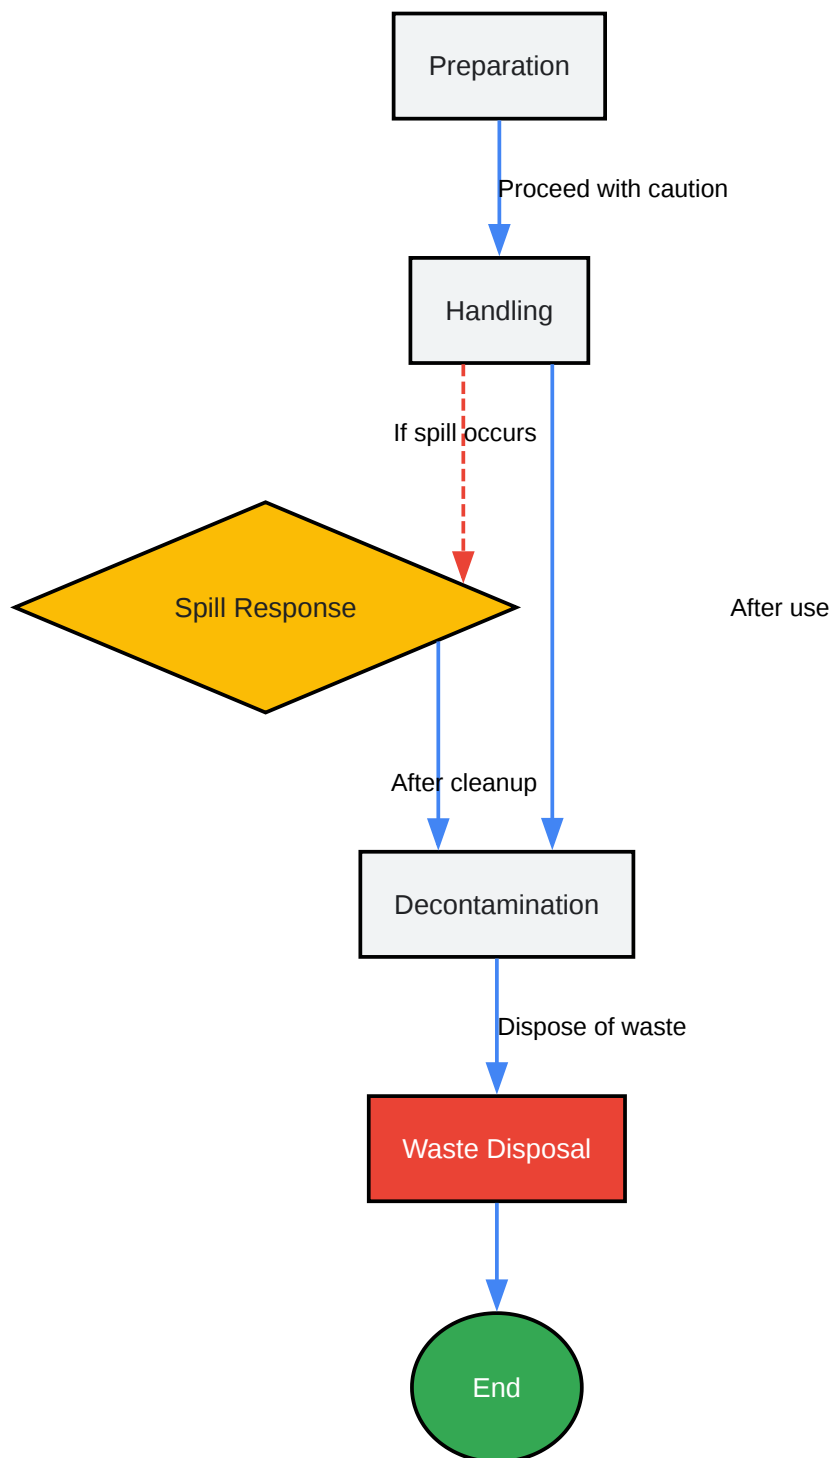 Preparation
Proceed with caution
Handling
If spill occurs
Spill Response
After use
After cleanup
Decontamination
Dispose of waste
Waste Disposal
End